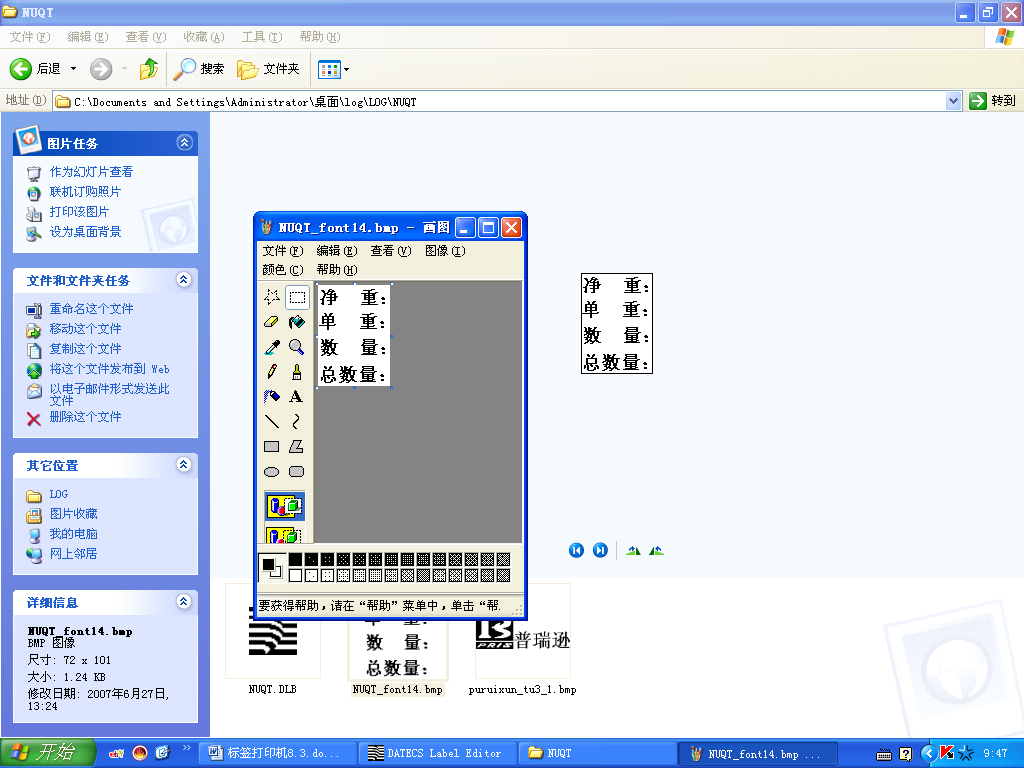 NUQT
文件(F) 编辑(E) 查看(V) 收藏(A) 工具(T) 帮助(H)
后退 搜索 文件夹
地址(D) C:\Documents and Settings\Administrator\桌面\log\LOG\NUQT 转到
图片任务
作为幻灯片查看
联机订购照片
打印该图片
设为桌面背景
文件和文件夹任务
重命名这个文件
移动这个文件
复制这个文件
将这个文件发布到 Web
以电子邮件形式发送此
文件
删除这个文件
其它位置
LOG
图片收藏
我的电脑
网上邻居
详细信息
NUQT_font14.bmp
BMP 图像
尺寸: 72 x 101
大小: 1.24 KB
修改日期: 2007年6月27日,
13:24
NUQT_font14.bmp - 画图
文件(F) 编辑(E) 查看(V) 图像(I)
颜色(C) 帮助(H)
净 重:
单 重:
数 量:
总数量:
A
要获得帮助，请在“帮助”菜单中，单击“帮.
净 重:
单 重:
数 量:
总数量:
单 重:
数 量:
总数量:
普瑞逊
NUQT.DLB NUQT_font14.bmp puruixun_tu3_1.bmp
开始 标签打印机8.3.do... DATECS Label Editor NUQT NUQT_font14.bmp ... 9:47